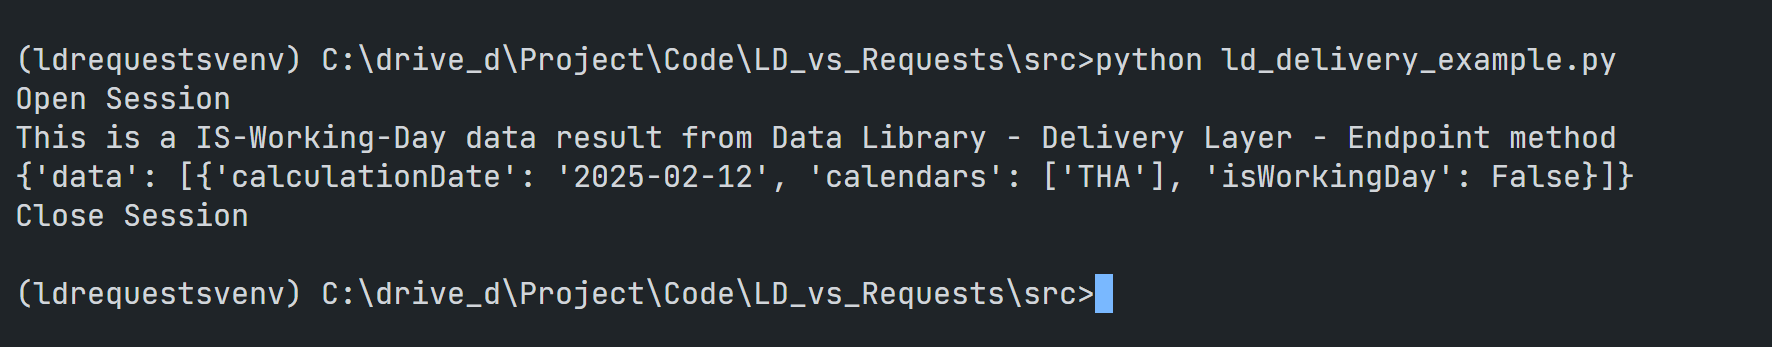 (ldrequestsvenv) C:\drive_d\Project\Code\LD_vs_Requests\src>python ld_delivery_example.py
Open Session
This is a IS-Working-Day data result from Data Library - Delivery Layer - Endpoint method
{'data': [{'calculationDate': '2025-02-12', 'calendars': ['THA'], 'isWorkingDay': False}]}
Close Session
(ldrequestsvenv) C:\drive_d\Project\Code\LD_vs_Requests\src>